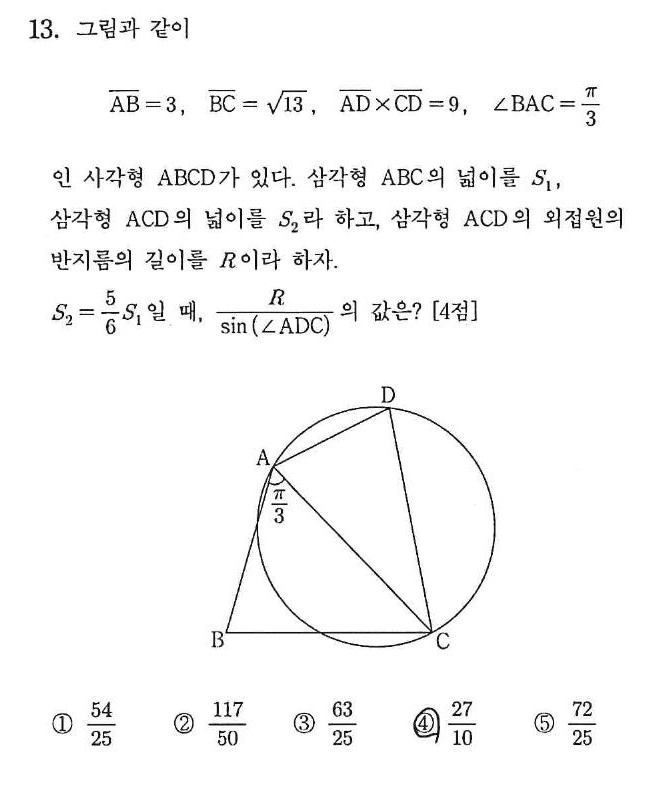 13. 그림과 같이
$\overline{AB}=3$, $\overline{BC}=\sqrt{13}$, $\overline{AD}\times\overline{CD}=9$, $\angle BAC=\frac{\pi}{3}$
인 사각형 ABCD가 있다. 삼각형 ABC의 넓이를 $S_1$,
삼각형 ACD의 넓이를 $S_2$라 하고, 삼각형 ACD의 외접원의
반지름의 길이를 $R$이라 하자.
$S_2=\frac{5}{6}S_1$일 때, $\frac{R}{\sin(\angle ADC)}$의 값은? [4점]
D
A
$\frac{\pi}{3}$
B
C
① $\frac{54}{25}$ ② $\frac{117}{50}$ ③ $\frac{63}{25}$ ④ $\frac{27}{10}$ ⑤ $\frac{72}{25}$